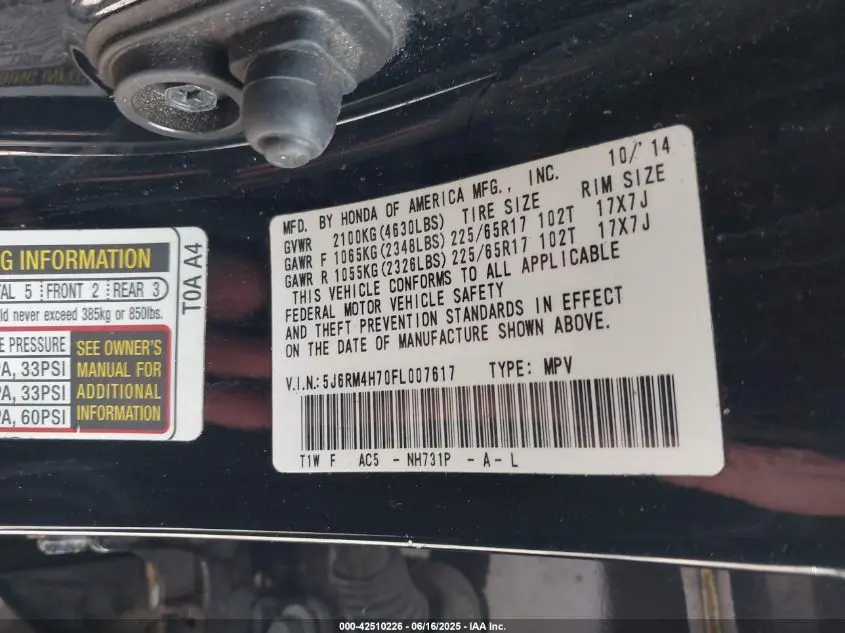 MFD. BY HONDA OF AMERICA MFG., INC. 10/'14
GVWR 2100KG(4630LBS) TIRE SIZE RIM SIZE
GAWR F 1065KG(2348LBS) 225/65R17 102T 17X7J
GAWR R 1055KG(2326LBS) 225/65R17 102T 17X7J
THIS VEHICLE CONFORMS TO ALL APPLICABLE
FEDERAL MOTOR VEHICLE SAFETY
AND THEFT PREVENTION STANDARDS IN EFFECT
ON THE DATE OF MANUFACTURE SHOWN ABOVE.
V.I.N.: 5J6RM4H70FL007617 TYPE: MPV
T1W F AC5 - NH731P - A - L
G INFORMATION
TAL 5 FRONT 2 REAR 3
ld never exceed 385kg or 850lbs.
E PRESSURE
PA, 33PSI
PA, 33PSI
PA, 60PSI
SEE OWNER'S
MANUAL FOR
ADDITIONAL
INFORMATION
T0A A4
000-42510226 - 06/16/2025 - IAAI, Inc.